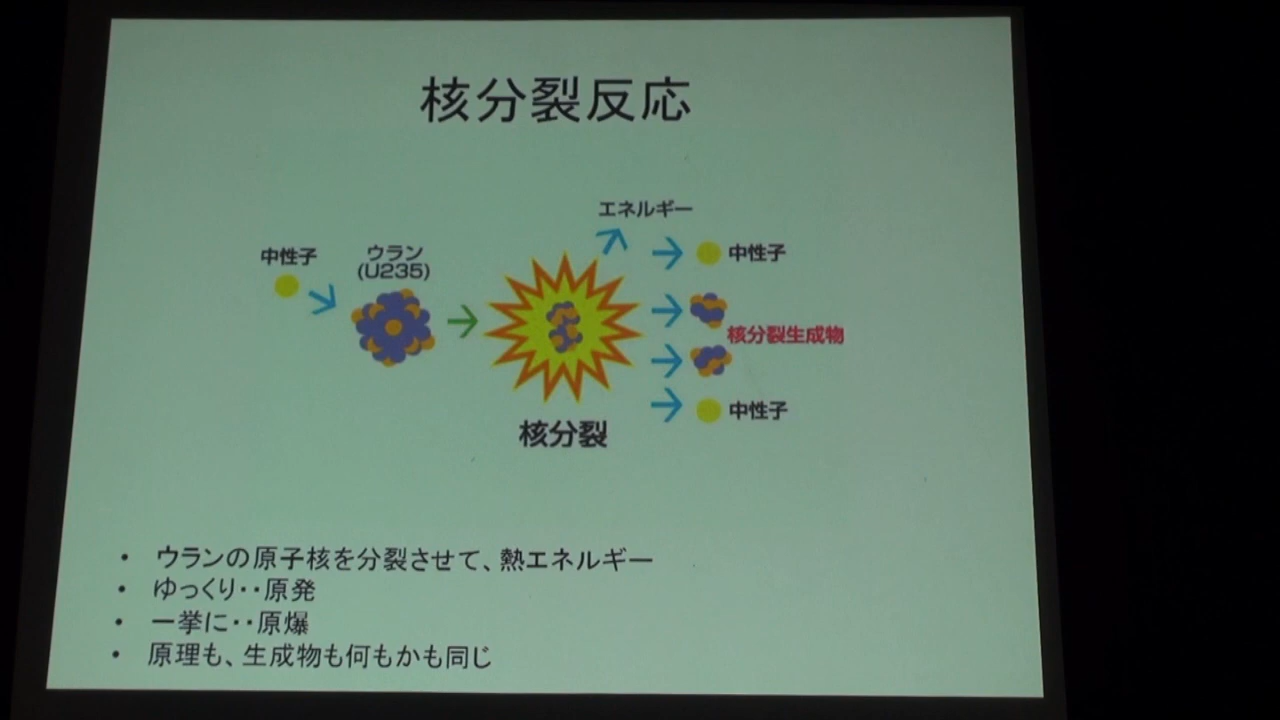 核分裂反応
エネルギー
中性子
ウラン
(U235)
中性子
核分裂生成物
中性子
核分裂
• ウランの原子核を分裂させて、熱エネルギー
• ゆっくり・・原発
• 一挙に・・原爆
• 原理も、生成物も何もかも同じ